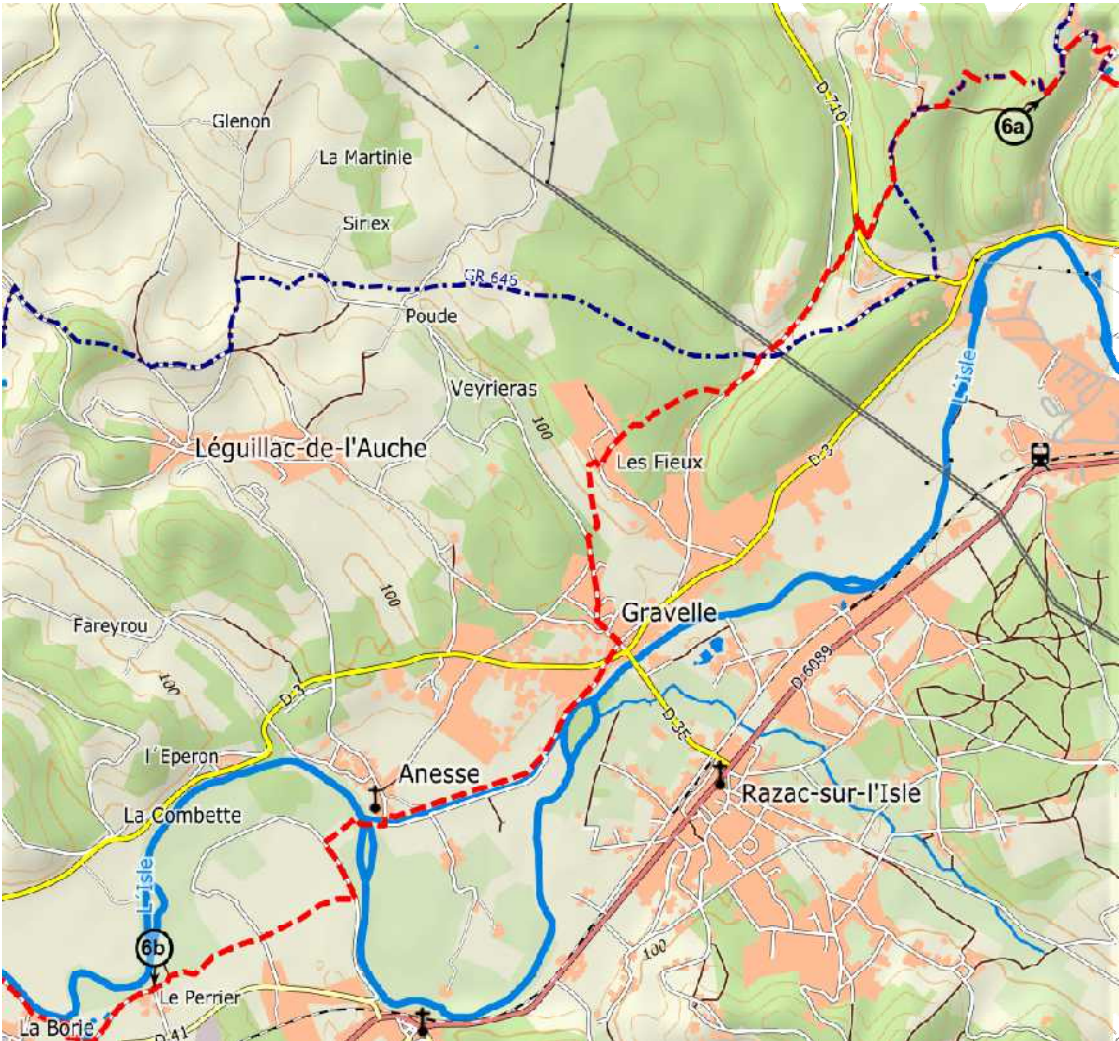 Glenon
D 710
6a
La Martinie
Siriex
GR 646
Poude
L'Isle
Veyrieras
100
Léguillac-de-l'Auche
Les Fieux
D 3
100
Gravelle
Fareyrou
D 6089
100
D 3
D 35
l'Eperon
Anesse
Razac-sur-l'Isle
La Combette
L'Isle
6b
100
Le Perrier
La Borie
D 41